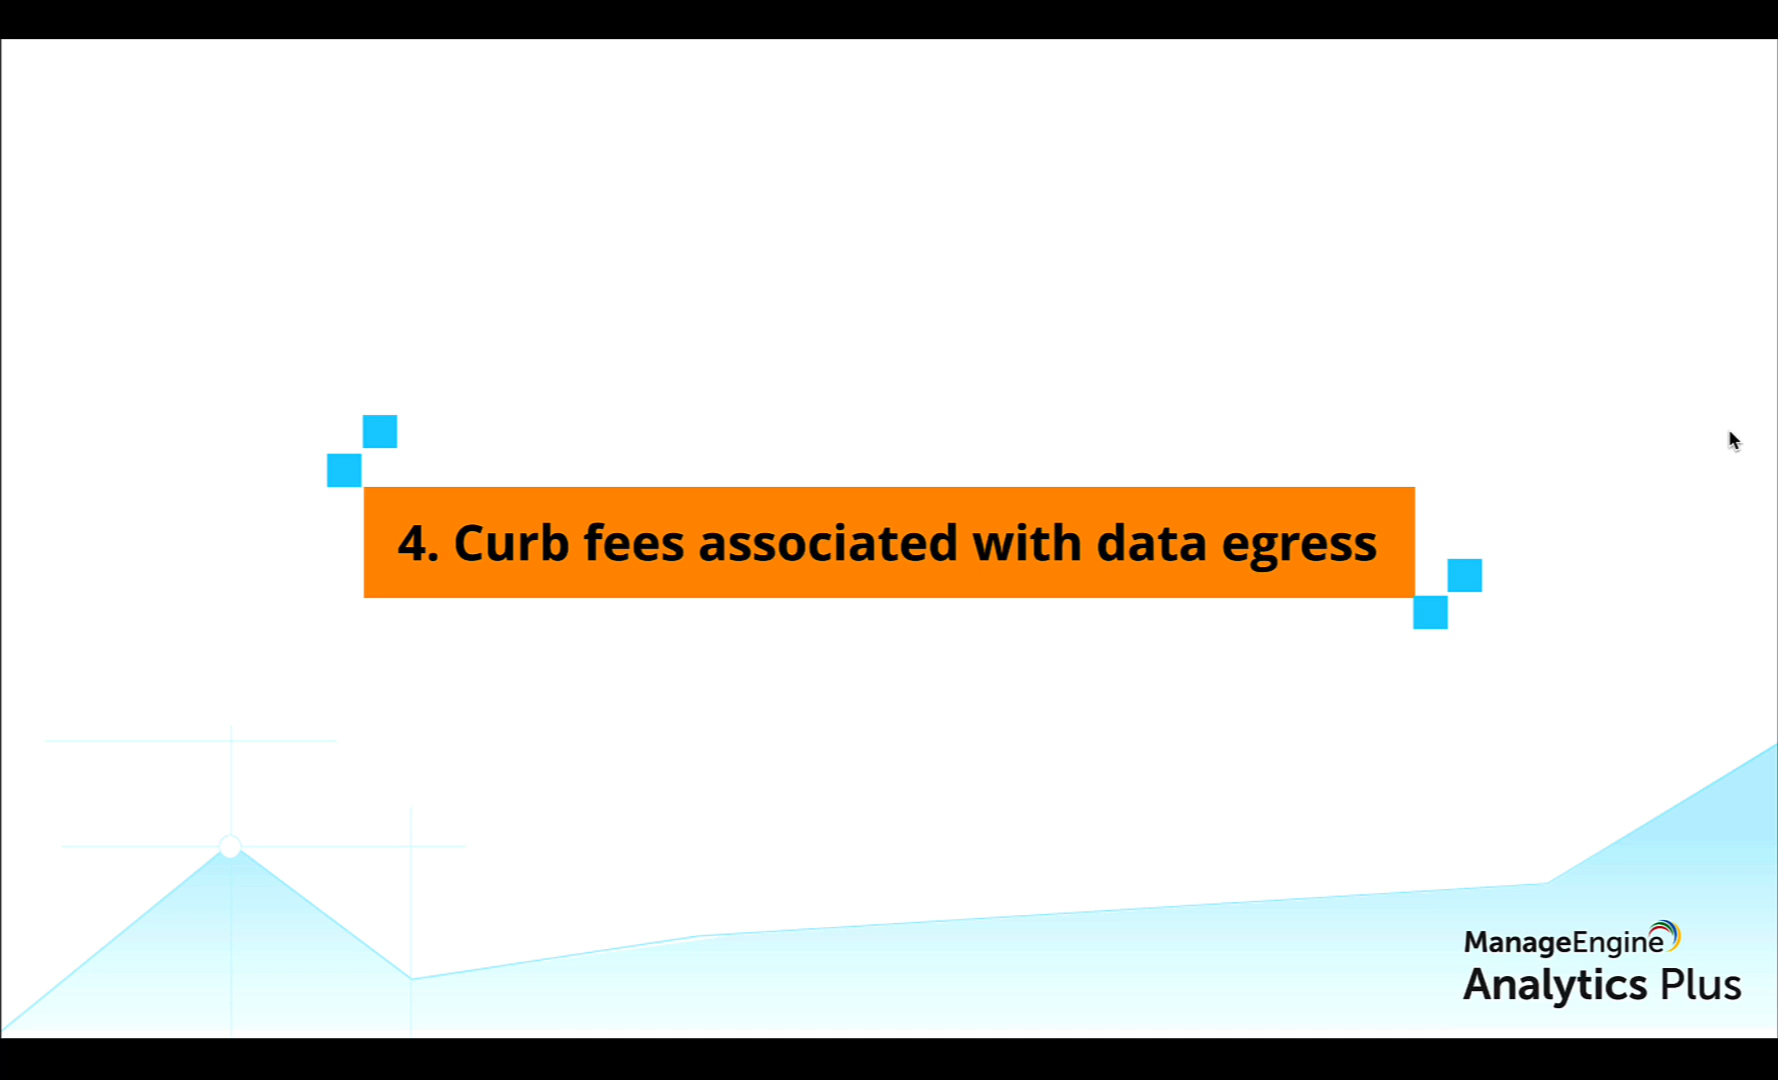 4. Curb fees associated with data egress
ManageEngine
Analytics Plus